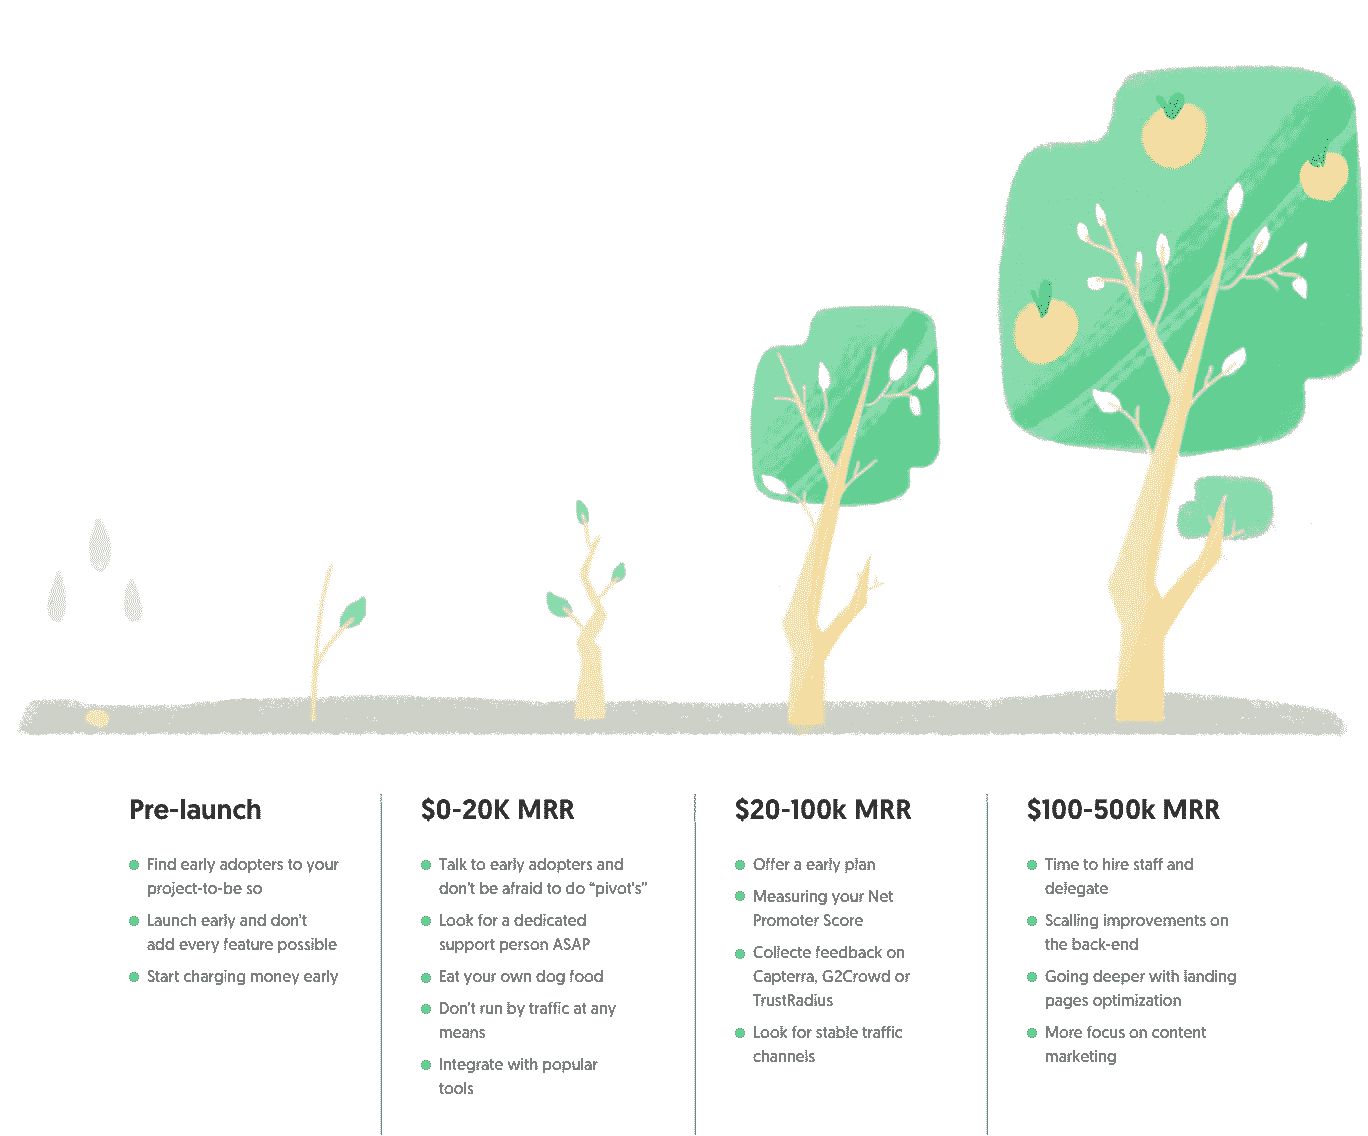 Pre-launch
Find early adopters to your
project-to-be so
Launch early and don't
add every feature possible
Start charging money early
$0-20K MRR
Talk to early adopters and
don't be afraid to do “pivot's”
Look for a dedicated
support person ASAP
Eat your own dog food
Don't run by traffic at any
means
Integrate with popular
tools
$20-100k MRR
Offer a early plan
Measuring your Net
Promoter Score
Collecte feedback on
Capterra, G2Crowd or
TrustRadius
Look for stable traffic
channels
$100-500k MRR
Time to hire staff and
delegate
Scalling improvements on
the back-end
Going deeper with landing
pages optimization
More focus on content
marketing